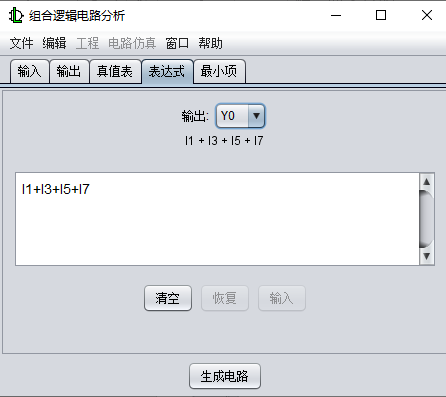 组合逻辑电路分析
文件 编辑 工程 电路仿真 窗口 帮助
输入 输出 真值表 表达式 最小项
输出: Y0
I1 + I3 + I5 + I7
I1+I3+I5+I7
清空 恢复 输入
生成电路